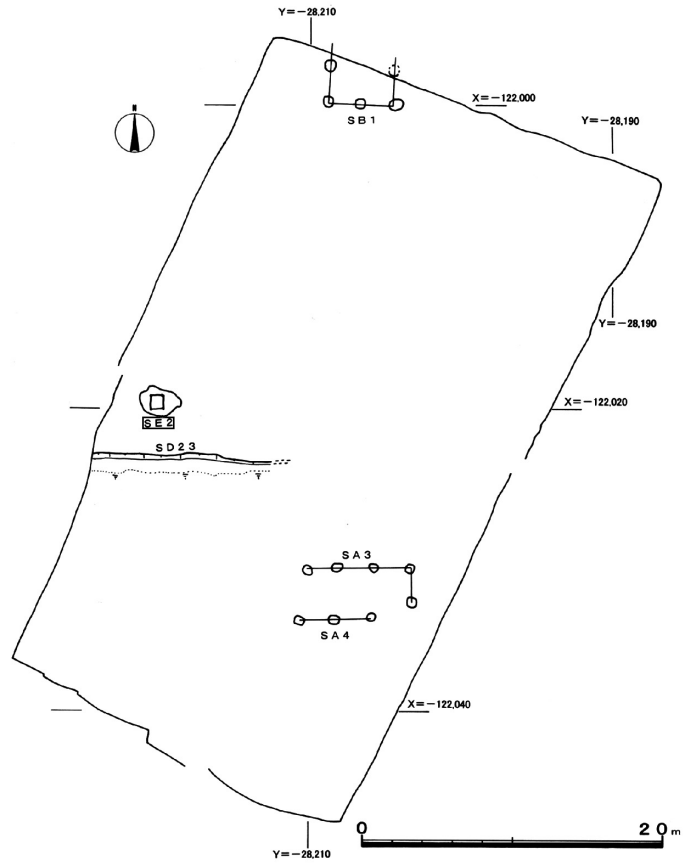 Y=-28,210
N
X=-122,000
SB1
Y=-28,190
Y=-28,190
X=-122,020
SE2
SD23
SA3
SA4
X=-122,040
0 20m
Y=-28,210